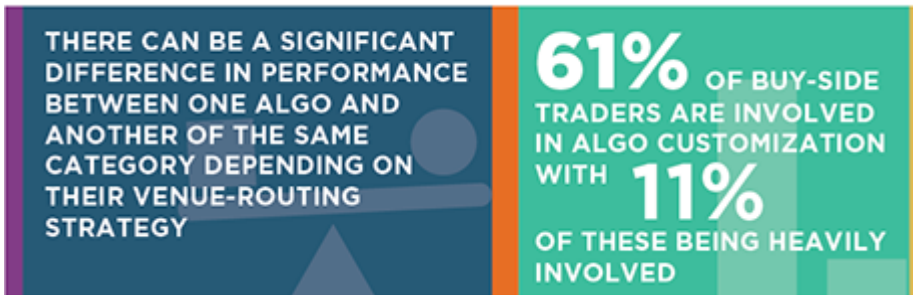 THERE CAN BE A SIGNIFICANT
DIFFERENCE IN PERFORMANCE
BETWEEN ONE ALGO AND
ANOTHER OF THE SAME
CATEGORY DEPENDING ON
THEIR VENUE-ROUTING
STRATEGY
61% OF BUY-SIDE
TRADERS ARE INVOLVED
IN ALGO CUSTOMIZATION
WITH 11%
OF THESE BEING HEAVILY
INVOLVED